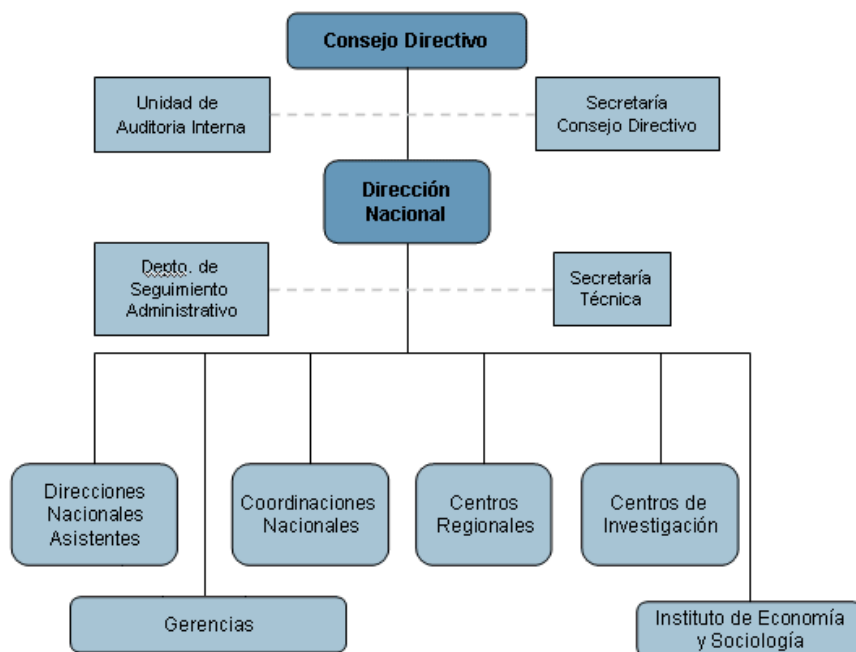 Consejo Directivo
Unidad de
Auditoria Interna
Secretaría
Consejo Directivo
Dirección
Nacional
Depto. de
Seguimiento
Administrativo
Secretaría
Técnica
Direcciones
Nacionales
Asistentes
Coordinaciones
Nacionales
Centros
Regionales
Centros de
Investigación
Gerencias
Instituto de Economía
y Sociología